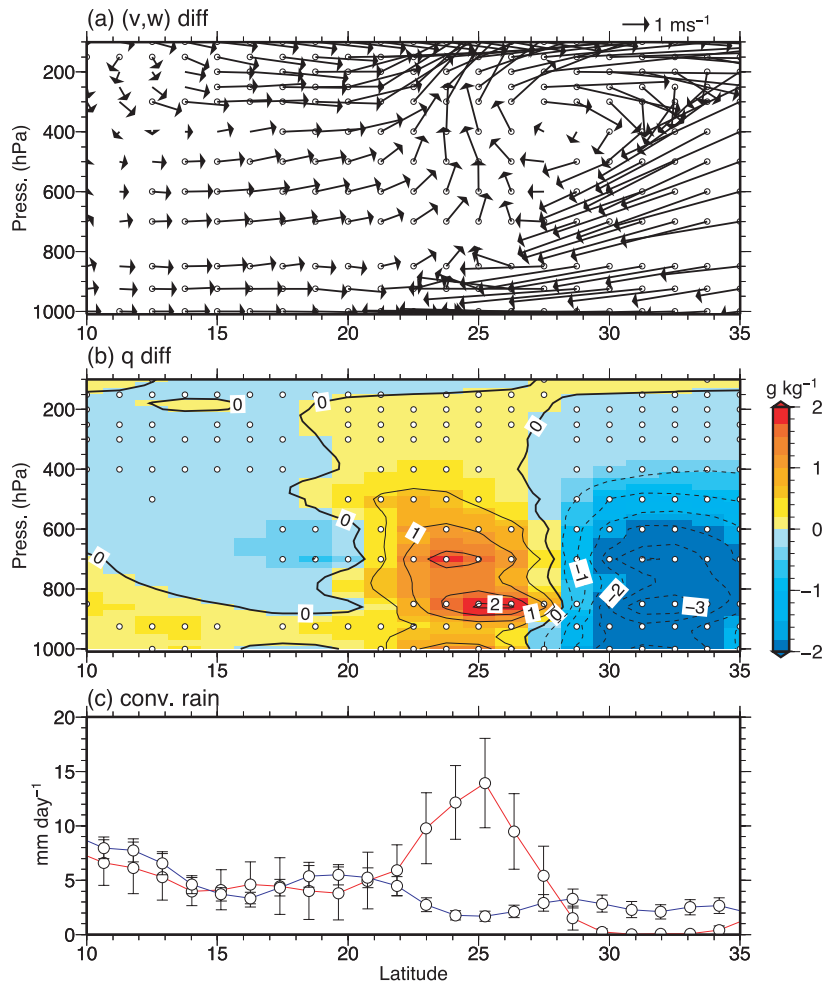 (a) (v,w) diff
1 ms⁻¹
Press. (hPa)
200
400
600
800
1000
10 15 20 25 30 35
(b) q diff
g kg⁻¹
Press. (hPa)
200
400
600
800
1000
0 0 0
0 0 1 −1
0 0 2 1 0 −2 −3
2
1
0
−1
−2
10 15 20 25 30 35
(c) conv. rain
mm day⁻¹
20
15
10
5
0
10 15 20 25 30 35
Latitude